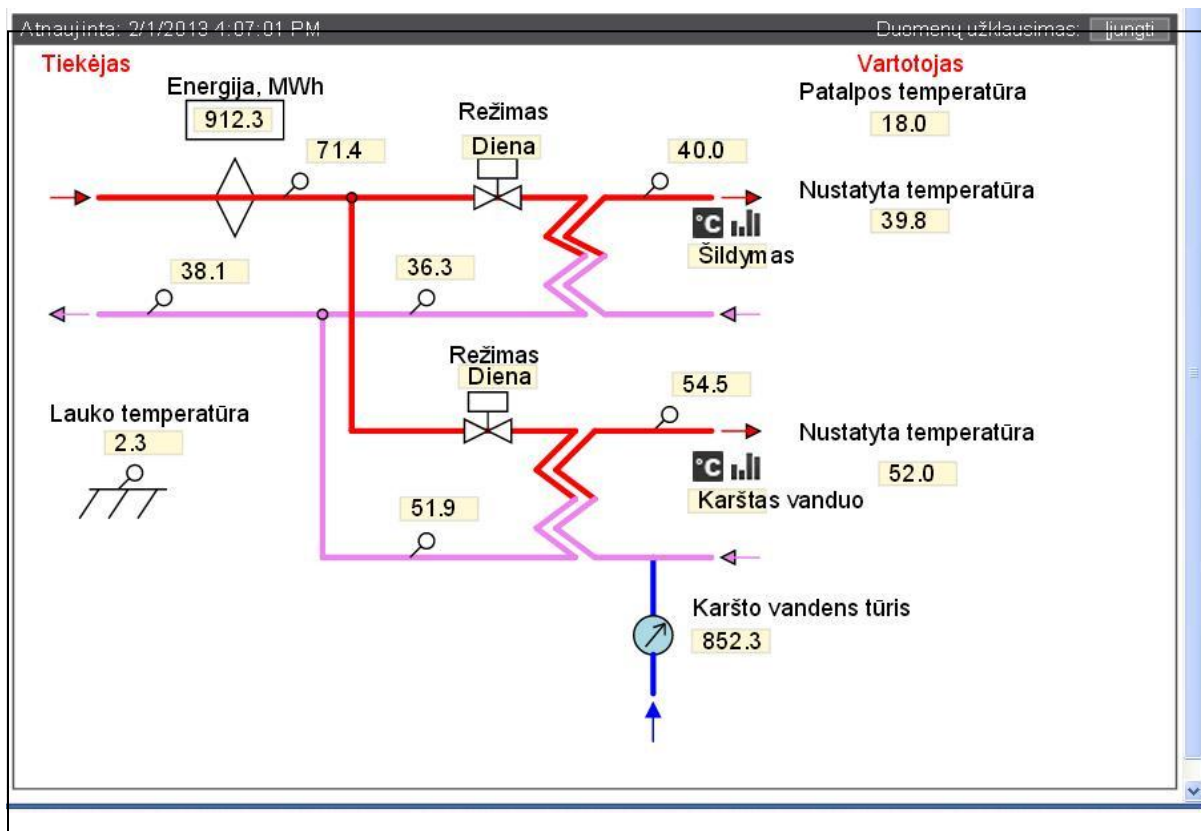 Atnaujinta: 2/1/2013 4:07:01 PM
Duomenų užklausimas: Įjungti
Tiekėjas
Vartotojas
Energija, MWh
912.3
Režimas
Diena
Patalpos temperatūra
18.0
71.4
40.0
Nustatyta temperatūra
39.8
°C
Šildymas
38.1
36.3
Režimas
Diena
54.5
Lauko temperatūra
2.3
Nustatyta temperatūra
52.0
°C
Karštas vanduo
51.9
Karšto vandens tūris
852.3